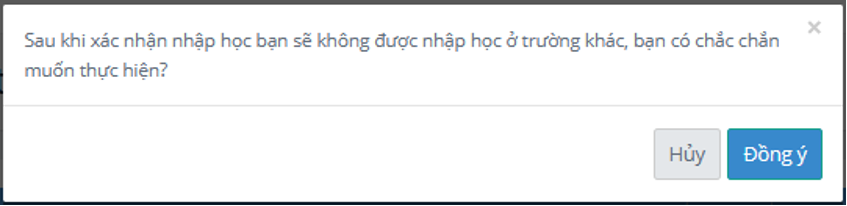 Sau khi xác nhận nhập học bạn sẽ không được nhập học ở trường khác, bạn có chắc chắn
muốn thực hiện?
×
Hủy
Đồng ý